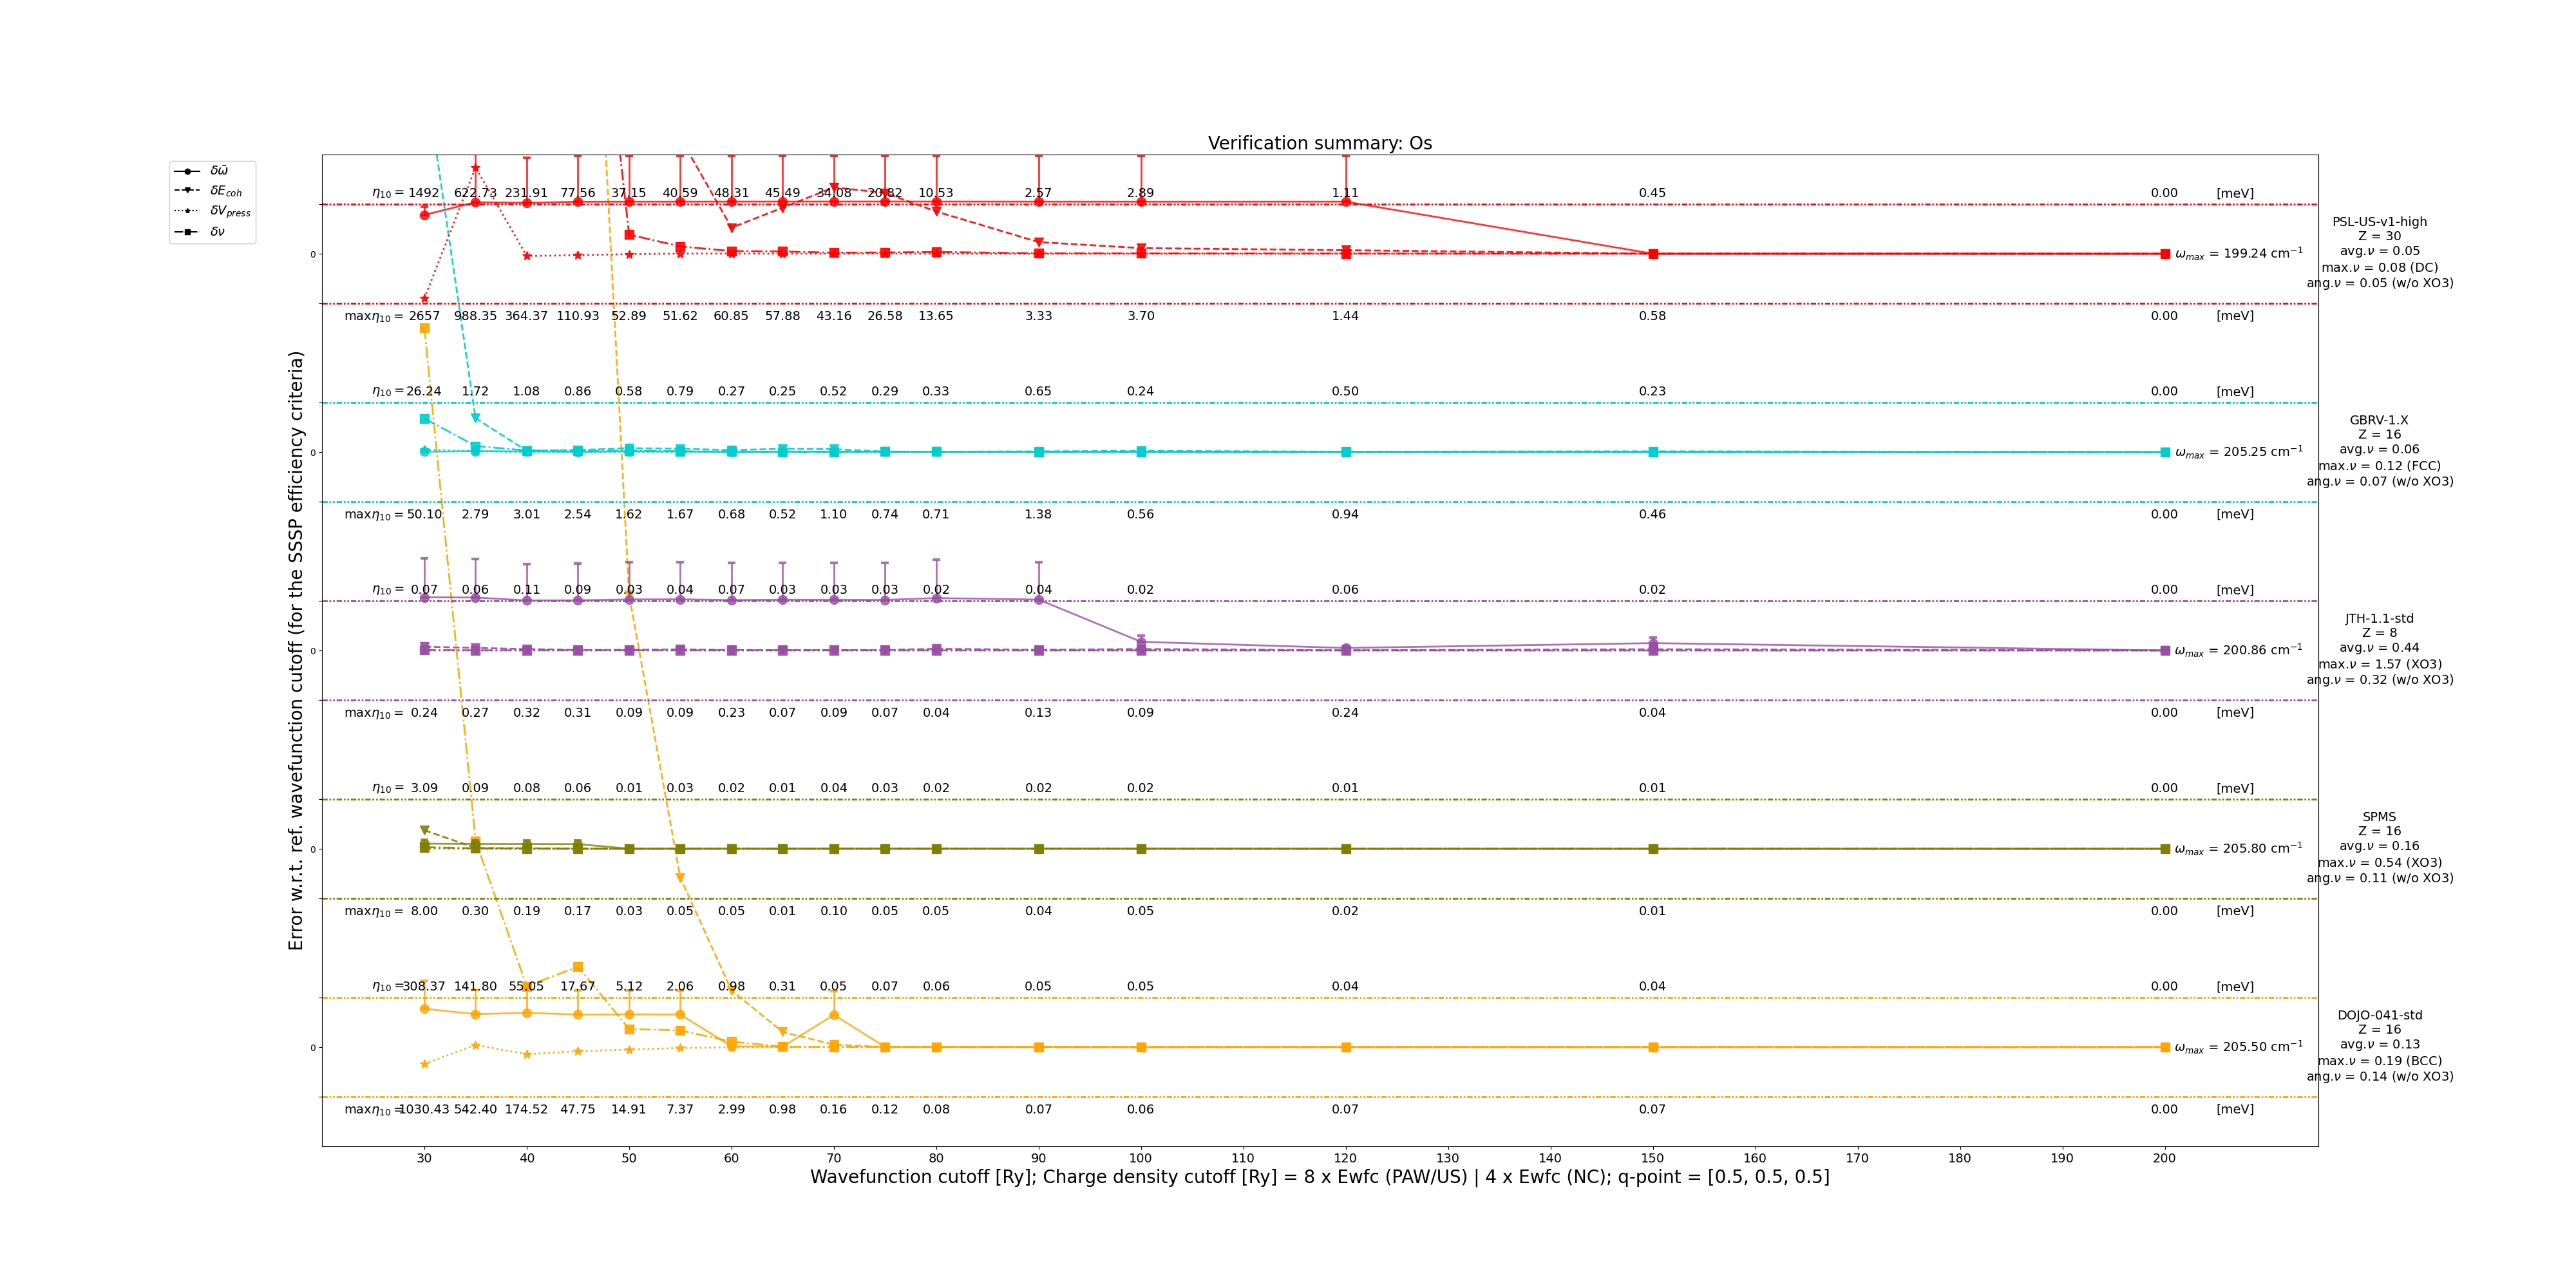 Verification summary: Os
δω̄
δE_coh
δV_press
δν
Error w.r.t. ref. wavefunction cutoff (for the SSSP efficiency criteria)
η₁₀ = 1492 622.73 231.91 77.56 37.15 40.59 48.31 45.49 34.08 20.82 10.53 2.57 2.89 1.11 0.45 0.00 [meV]
0
ω_max = 199.24 cm⁻¹
PSL-US-v1-high
Z = 30
avg.ν = 0.05
max.ν = 0.08 (DC)
ang.ν = 0.05 (w/o XO3)
maxη₁₀ = 2657 988.35 364.37 110.93 52.89 51.62 60.85 57.88 43.16 26.58 13.65 3.33 3.70 1.44 0.58 0.00 [meV]
η₁₀ = 26.24 1.72 1.08 0.86 0.58 0.79 0.27 0.25 0.52 0.29 0.33 0.65 0.24 0.50 0.23 0.00 [meV]
0
ω_max = 205.25 cm⁻¹
GBRV-1.X
Z = 16
avg.ν = 0.06
max.ν = 0.12 (FCC)
ang.ν = 0.07 (w/o XO3)
maxη₁₀ = 50.10 2.79 3.01 2.54 1.62 1.67 0.68 0.52 1.10 0.74 0.71 1.38 0.56 0.94 0.46 0.00 [meV]
η₁₀ = 0.07 0.06 0.11 0.09 0.03 0.04 0.07 0.03 0.03 0.03 0.02 0.04 0.02 0.06 0.02 0.00 [meV]
0
ω_max = 200.86 cm⁻¹
JTH-1.1-std
Z = 8
avg.ν = 0.44
max.ν = 1.57 (XO3)
ang.ν = 0.32 (w/o XO3)
maxη₁₀ = 0.24 0.27 0.32 0.31 0.09 0.09 0.23 0.07 0.09 0.07 0.04 0.13 0.09 0.24 0.04 0.00 [meV]
η₁₀ = 3.09 0.09 0.08 0.06 0.01 0.03 0.02 0.01 0.04 0.03 0.02 0.02 0.02 0.01 0.01 0.00 [meV]
0
ω_max = 205.80 cm⁻¹
SPMS
Z = 16
avg.ν = 0.16
max.ν = 0.54 (XO3)
ang.ν = 0.11 (w/o XO3)
maxη₁₀ = 8.00 0.30 0.19 0.17 0.03 0.05 0.05 0.01 0.10 0.05 0.05 0.04 0.05 0.02 0.01 0.00 [meV]
η₁₀ = 308.37 141.80 55.05 17.67 5.12 2.06 0.98 0.31 0.05 0.07 0.06 0.05 0.05 0.04 0.04 0.00 [meV]
0
ω_max = 205.50 cm⁻¹
DOJO-041-std
Z = 16
avg.ν = 0.13
max.ν = 0.19 (BCC)
ang.ν = 0.14 (w/o XO3)
maxη₁₀ = 1030.43 542.40 174.52 47.75 14.91 7.37 2.99 0.98 0.16 0.12 0.08 0.07 0.06 0.07 0.07 0.00 [meV]
30 40 50 60 70 80 90 100 110 120 130 140 150 160 170 180 190 200
Wavefunction cutoff [Ry]; Charge density cutoff [Ry] = 8 x Ewfc (PAW/US) | 4 x Ewfc (NC); q-point = [0.5, 0.5, 0.5]